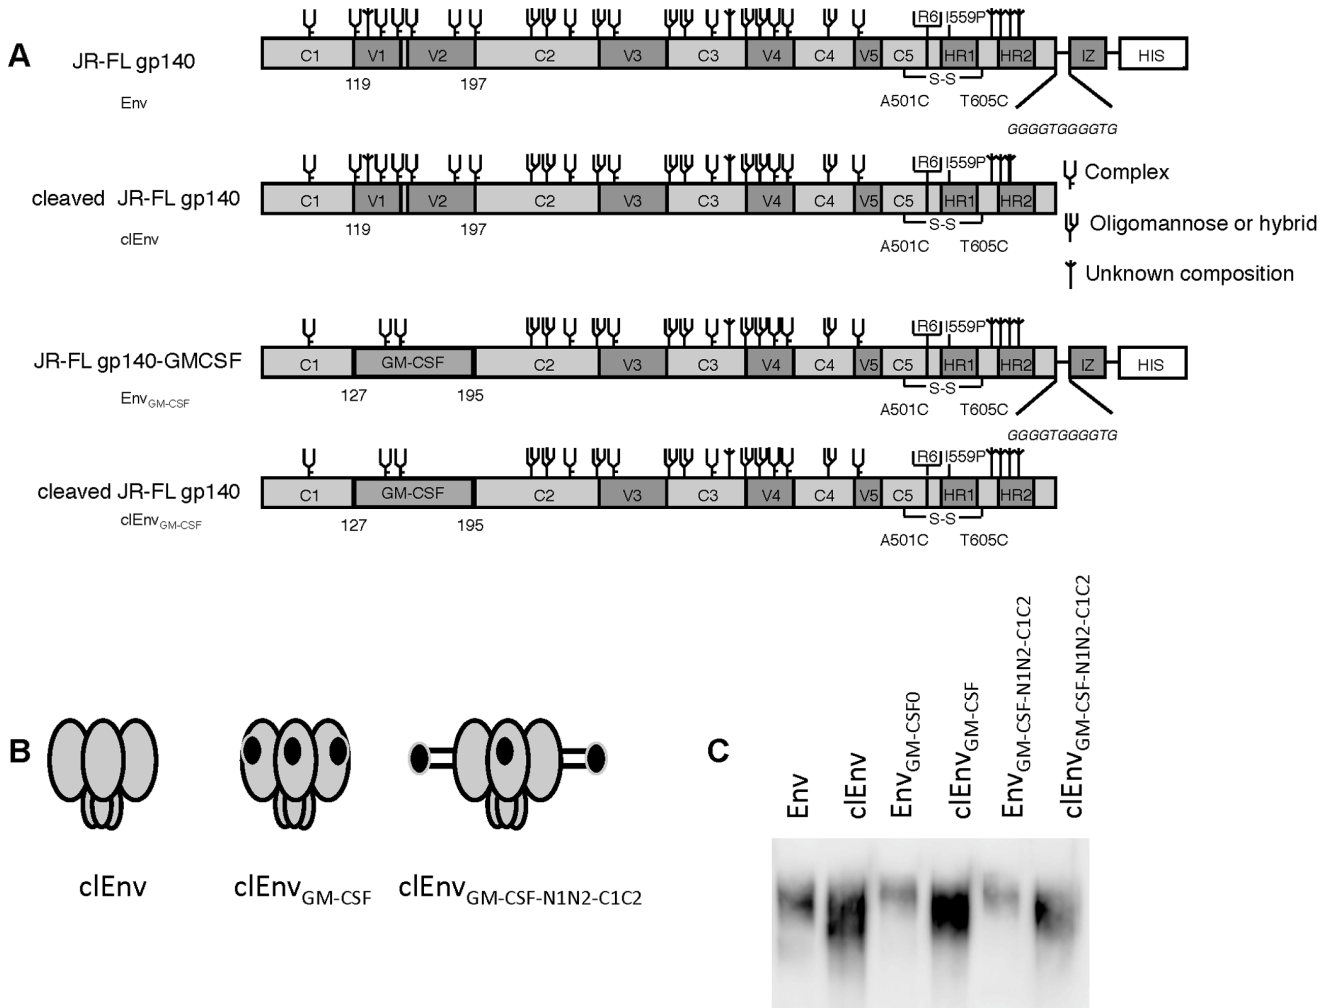 A
JR-FL gp140
Env
R6 I559P
C1 V1 V2 C2 V3 C3 V4 C4 V5 C5 HR1 HR2 IZ HIS
S-S
119 197 A501C T605C
GGGGTGGGGTG
cleaved JR-FL gp140
clEnv
R6 I559P
C1 V1 V2 C2 V3 C3 V4 C4 V5 C5 HR1 HR2
S-S
119 197 A501C T605C
Complex
Oligomannose or hybrid
Unknown composition
JR-FL gp140-GMCSF
EnvGM-CSF
R6 I559P
C1 GM-CSF C2 V3 C3 V4 C4 V5 C5 HR1 HR2 IZ HIS
S-S
127 195 A501C T605C
GGGGTGGGGTG
cleaved JR-FL gp140
clEnvGM-CSF
R6 I559P
C1 GM-CSF C2 V3 C3 V4 C4 V5 C5 HR1 HR2
S-S
127 195 A501C T605C
B
clEnv
clEnvGM-CSF
clEnvGM-CSF-N1N2-C1C2
C
Env
clEnv
EnvGM-CSF0
clEnvGM-CSF
EnvGM-CSF-N1N2-C1C2
clEnvGM-CSF-N1N2-C1C2